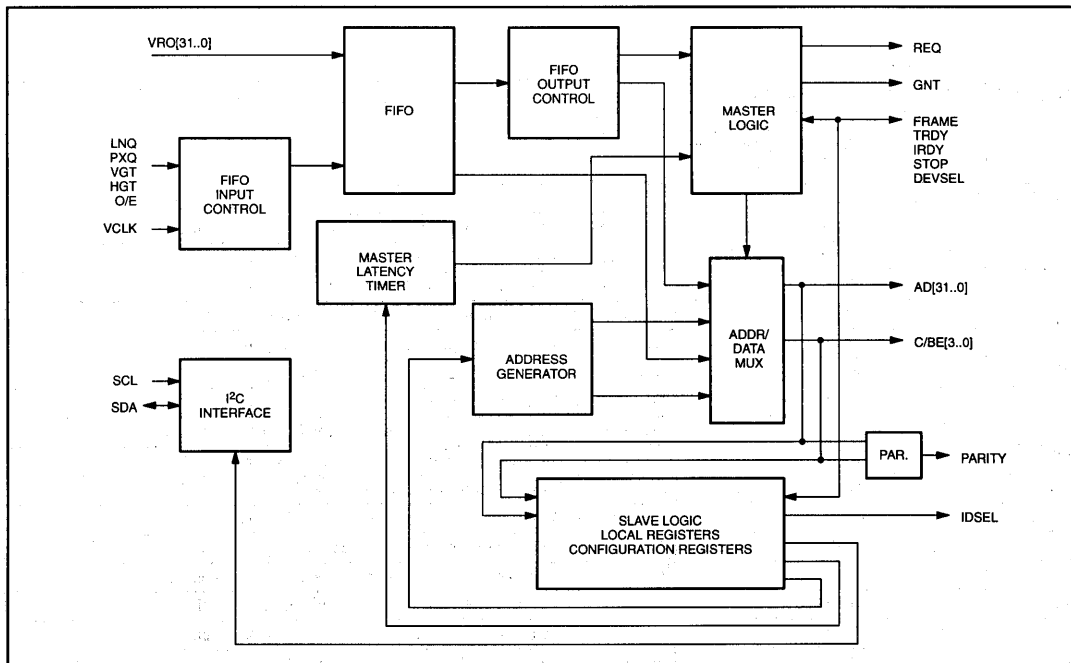 VRO[31..0]
LNQ
PXQ
VGT
HGT
O/E
VCLK
FIFO
INPUT
CONTROL
FIFO
FIFO
OUTPUT
CONTROL
MASTER
LOGIC
REQ
GNT
FRAME
TRDY
IRDY
STOP
DEVSEL
MASTER
LATENCY
TIMER
ADDRESS
GENERATOR
ADDR/
DATA
MUX
AD[31..0]
C/BE[3..0]
SCL
SDA
I²C
INTERFACE
PAR.
PARITY
SLAVE LOGIC
LOCAL REGISTERS
CONFIGURATION REGISTERS
IDSEL